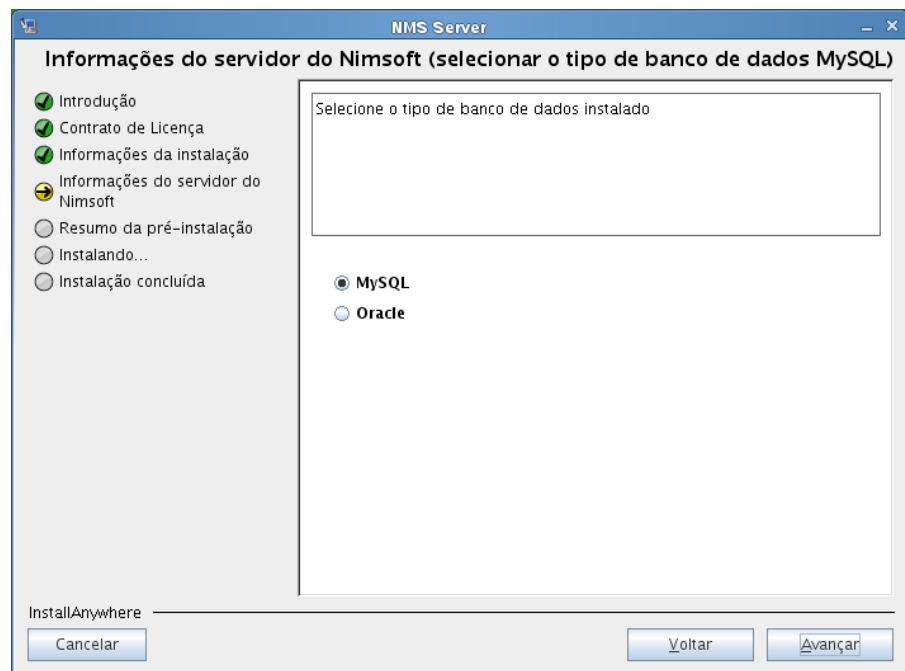 NMS Server
Informações do servidor do Nimsoft (selecionar o tipo de banco de dados MySQL)
Introdução
Contrato de Licença
Informações da instalação
Informações do servidor do
Nimsoft
Resumo da pré-instalação
Instalando...
Instalação concluída
Selecione o tipo de banco de dados instalado
MySQL
Oracle
InstallAnywhere
Cancelar
Voltar
Avançar